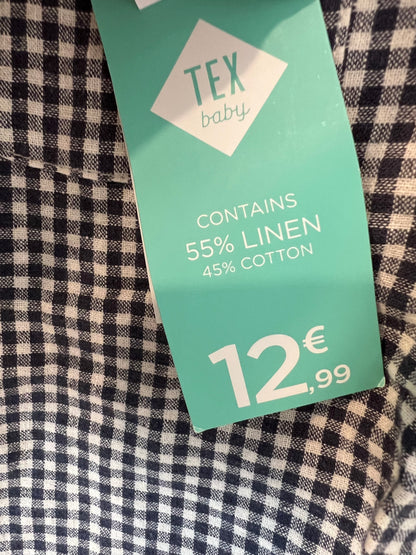 TEX
baby
CONTAINS
55% LINEN
45% COTTON
12,99€